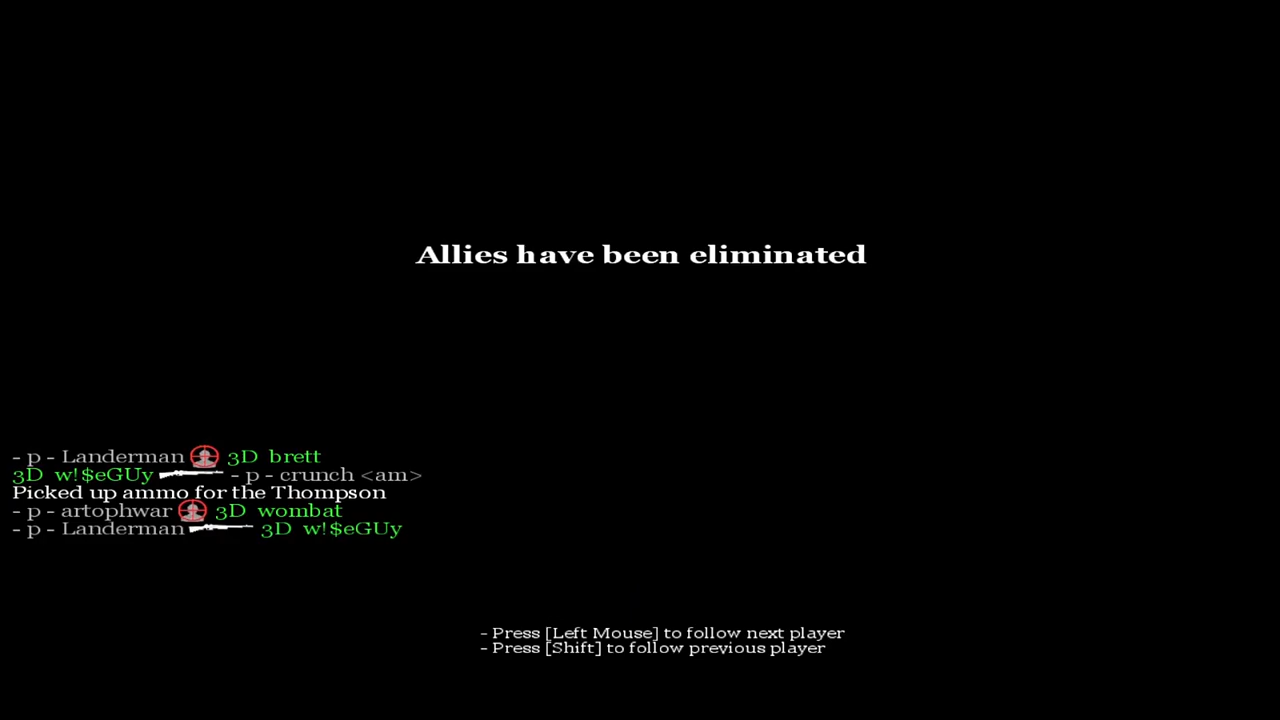 Allies have been eliminated
- p - Landerman 3D brett
3D w!$eGUy - p - crunch <am>
Picked up ammo for the Thompson
- p - artophwar 3D wombat
- p - Landerman 3D w!$eGUy
- Press [Left Mouse] to follow next player
- Press [Shift] to follow previous player